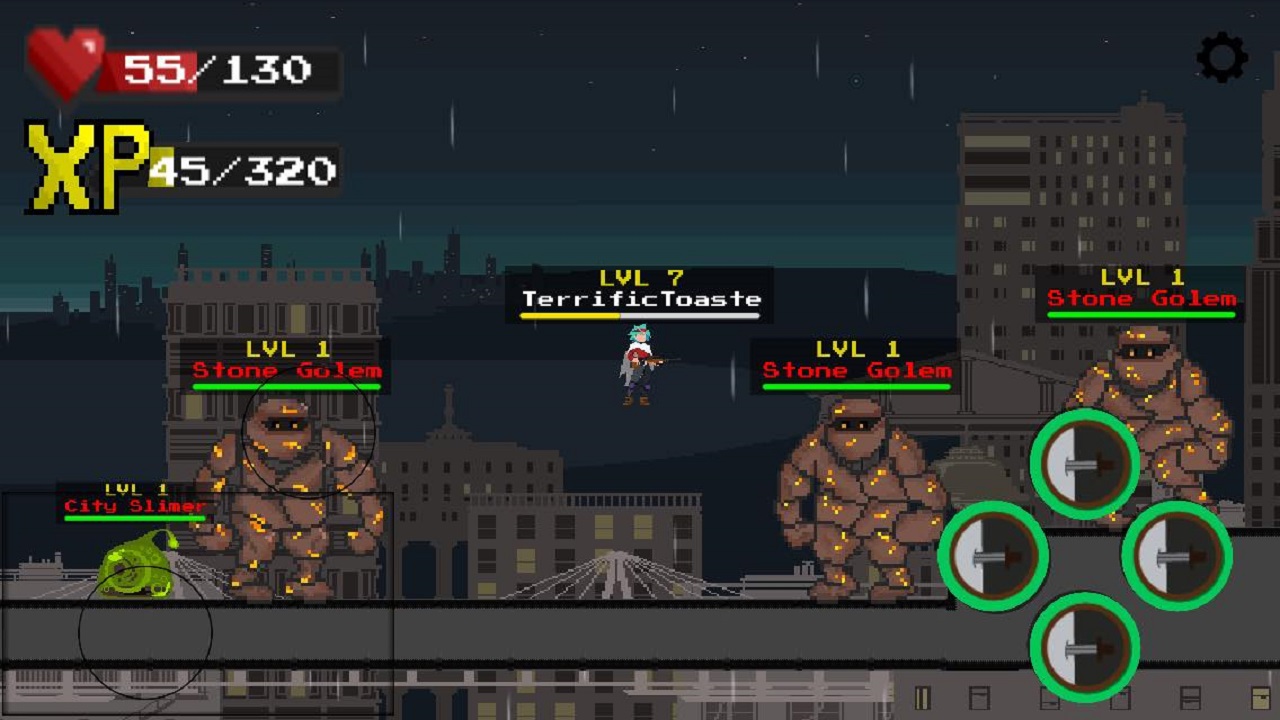 55/130
XP 45/320
LVL 7
TerrificToaste
LVL 1
Stone Golem
LVL 1
Stone Golem
LVL 1
Stone Golem
LVL 1
City Slimer